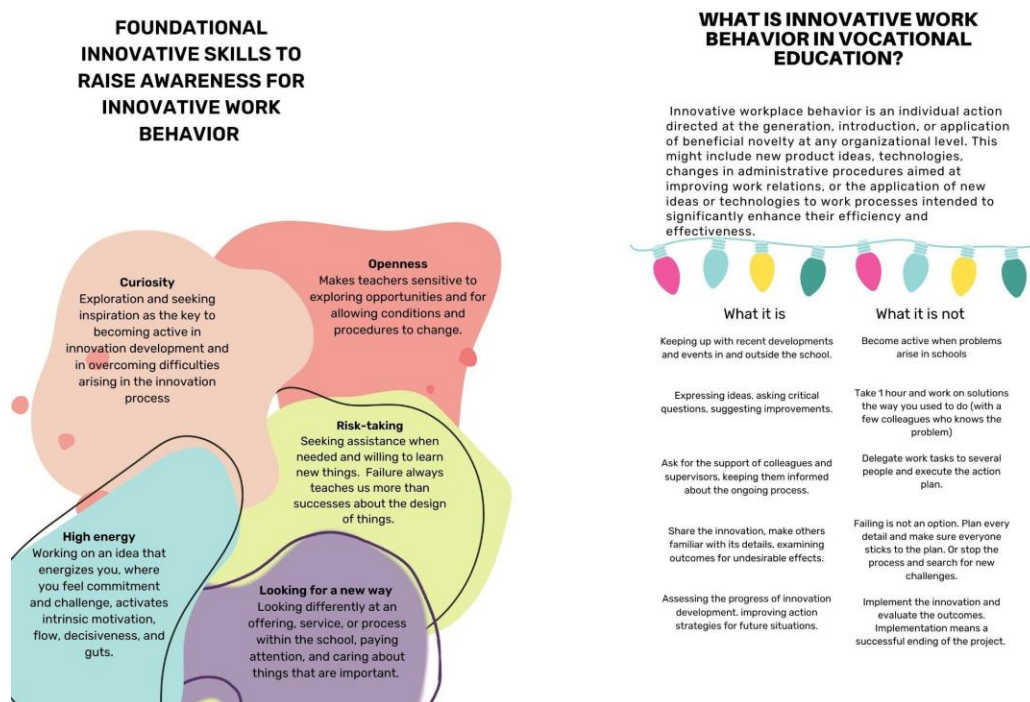 FOUNDATIONAL
INNOVATIVE SKILLS TO
RAISE AWARENESS FOR
INNOVATIVE WORK
BEHAVIOR
Curiosity
Exploration and seeking
inspiration as the key to
becoming active in
innovation development and
in overcoming difficulties
arising in the innovation
process
Openness
Makes teachers sensitive to
exploring opportunities and for
allowing conditions and
procedures to change.
Risk-taking
Seeking assistance when
needed and willing to learn
new things. Failure always
teaches us more than
successes about the design
of things.
High energy
Working on an idea that
energizes you, where
you feel commitment
and challenge, activates
intrinsic motivation,
flow, decisiveness, and
guts.
Looking for a new way
Looking differently at an
offering, service, or process
within the school, paying
attention, and caring about
things that are important.
WHAT IS INNOVATIVE WORK
BEHAVIOR IN VOCATIONAL
EDUCATION?
Innovative workplace behavior is an individual action
directed at the generation, introduction, or application
of beneficial novelty at any organizational level. This
might include new product ideas, technologies,
changes in administrative procedures aimed at
improving work relations, or the application of new
ideas or technologies to work processes intended to
significantly enhance their efficiency and
effectiveness.
What it is
Keeping up with recent developments
and events in and outside the school.
Expressing ideas, asking critical
questions, suggesting improvements.
Ask for the support of colleagues and
supervisors, keeping them informed
about the ongoing process.
Share the innovation, make others
familiar with its details, examining
outcomes for undesirable effects.
Assessing the progress of innovation
development. improving action
strategies for future situations.
What it is not
Become active when problems
arise in schools
Take 1 hour and work on solutions
the way you used to do (with a
few colleagues who knows the
problem)
Delegate work tasks to several
people and execute the action
plan.
Failing is not an option. Plan every
detail and make sure everyone
sticks to the plan. Or stop the
process and search for new
challenges.
Implement the innovation and
evaluate the outcomes.
Implementation means a
successful ending of the project.